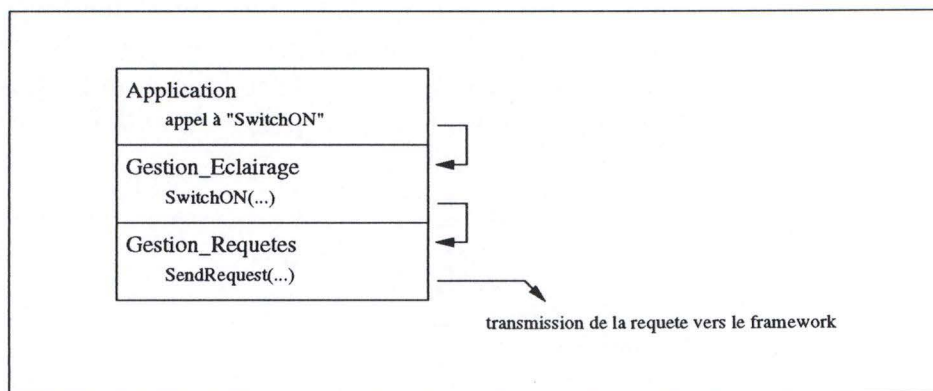 Application
appel à "SwitchON"
Gestion_Eclairage
SwitchON(...)
Gestion_Requetes
SendRequest(...)
transmission de la requete vers le framework